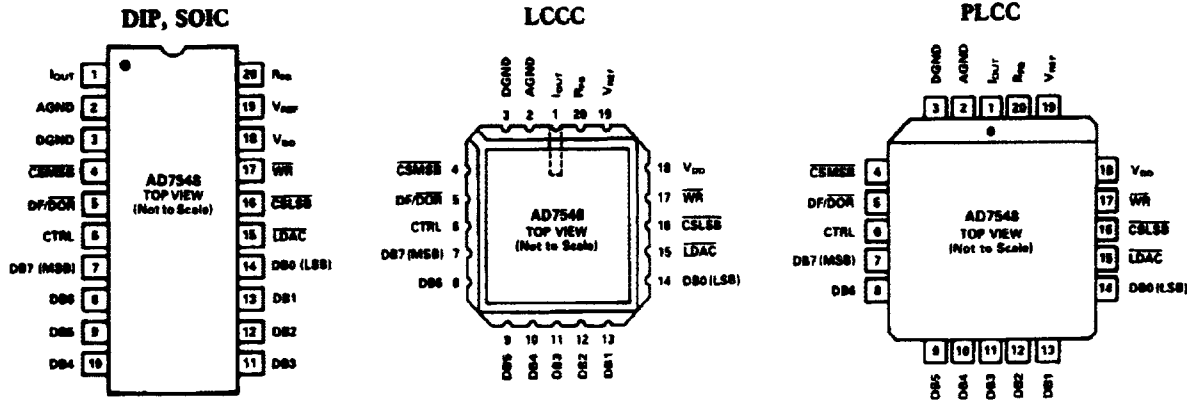 DIP, SOIC
IOUT 1
AGND 2
DGND 3
CSMSB 4
DF/DOR 5
CTRL 6
DB7 (MSB) 7
DB6 8
DB5 9
DB4 10
20 RFB
19 VREF
18 VDD
17 WR
16 CSLSB
15 LDAC
14 DB0 (LSB)
13 DB1
12 DB2
11 DB3
AD7548
TOP VIEW
(Not to Scale)
LCCC
DGND AGND IOUT RFB VREF
3 2 1 20 19
CSMSB 4
DF/DOR 5
CTRL 6
DB7 (MSB) 7
DB6 8
18 VDD
17 WR
16 CSLSB
15 LDAC
14 DB0 (LSB)
AD7548
TOP VIEW
(Not to Scale)
9 10 11 12 13
DB5 DB4 DB3 DB2 DB1
PLCC
DGND AGND IOUT RFB VREF
3 2 1 20 19
CSMSB 4
DF/DOR 5
CTRL 6
DB7 (MSB) 7
DB6 8
18 VDD
17 WR
16 CSLSB
15 LDAC
14 DB0 (LSB)
AD7548
TOP VIEW
(Not to Scale)
9 10 11 12 13
DB5 DB4 DB3 DB2 DB1